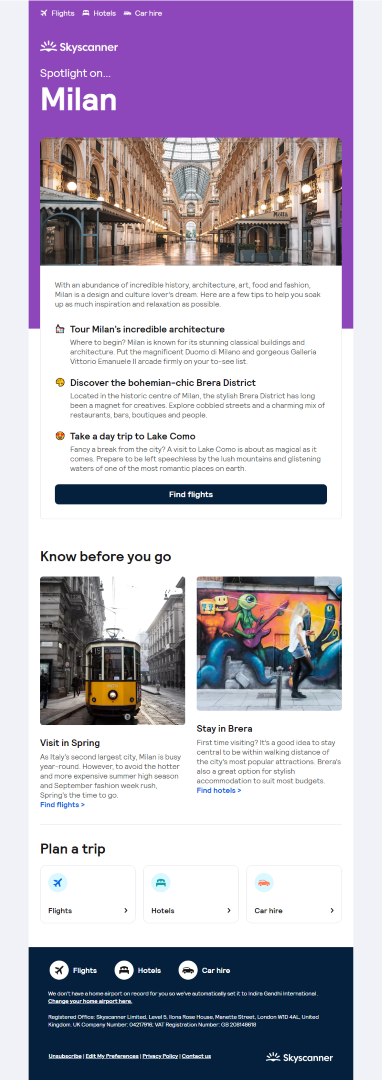 Flights Hotels Car hire
Skyscanner
Spotlight on...
Milan
With an abundance of incredible history, architecture, art, food and fashion,
Milan is a design and culture lover's dream. Here are a few tips to help you soak
up as much inspiration and relaxation as possible.
Tour Milan's incredible architecture
Where to begin? Milan is known for its stunning classical buildings and
architecture. Put the magnificent Duomo di Milano and gorgeous Galleria
Vittorio Emanuele II arcade firmly on your to-see list.
Discover the bohemian-chic Brera District
Located in the historic centre of Milan, the stylish Brera District has long
been a magnet for creatives. Explore cobbled streets and a charming mix of
restaurants, bars, boutiques and people.
Take a day trip to Lake Como
Fancy a break from the city? A visit to Lake Como is about as magical as it
comes. Prepare to be left speechless by the lush mountains and glistening
waters of one of the most romantic places on earth.
Find flights
Know before you go
Visit in Spring
As Italy's second largest city, Milan is busy
year-round. However, to avoid the hotter
and more expensive summer high season
and September fashion week rush,
Spring's the time to go.
Find flights >
Stay in Brera
First time visiting? It's a good idea to stay
central to be within walking distance of
the city's most popular attractions. Brera's
also a great option for stylish
accommodation to suit most budgets.
Find hotels >
Plan a trip
Flights >
Hotels >
Car hire >
Flights Hotels Car hire
We don't have a home airport on record for you so we've automatically set it to Indira Gandhi International.
Change your home airport here.
Registered Office: Skyscanner Limited, Level 5, Ilona Rose House, Manette Street, London W1D 4AL, United
Kingdom. UK Company Number: 04217916, VAT Registration Number: GB 208148618
Unsubscribe | Edit My Preferences | Privacy Policy | Contact us
Skyscanner